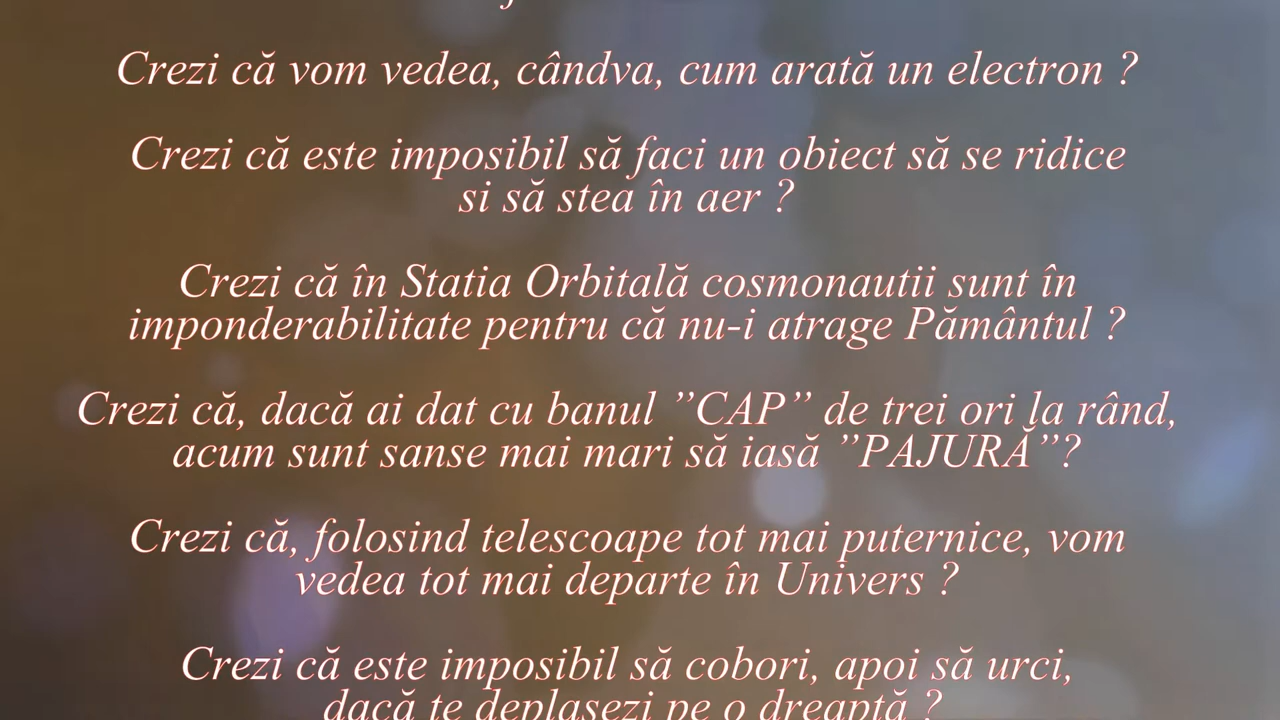 Crezi că vom vedea, cândva, cum arată un electron ?
Crezi că este imposibil să faci un obiect să se ridice
si să stea în aer ?
Crezi că în Statia Orbitală cosmonautii sunt în
imponderabilitate pentru că nu-i atrage Pământul ?
Crezi că, dacă ai dat cu banul ”CAP” de trei ori la rând,
acum sunt sanse mai mari să iasă ”PAJURĂ”?
Crezi că, folosind telescoape tot mai puternice, vom
vedea tot mai departe în Univers ?
Crezi că este imposibil să cobori, apoi să urci,
dacă te deplasezi pe o dreaptă ?